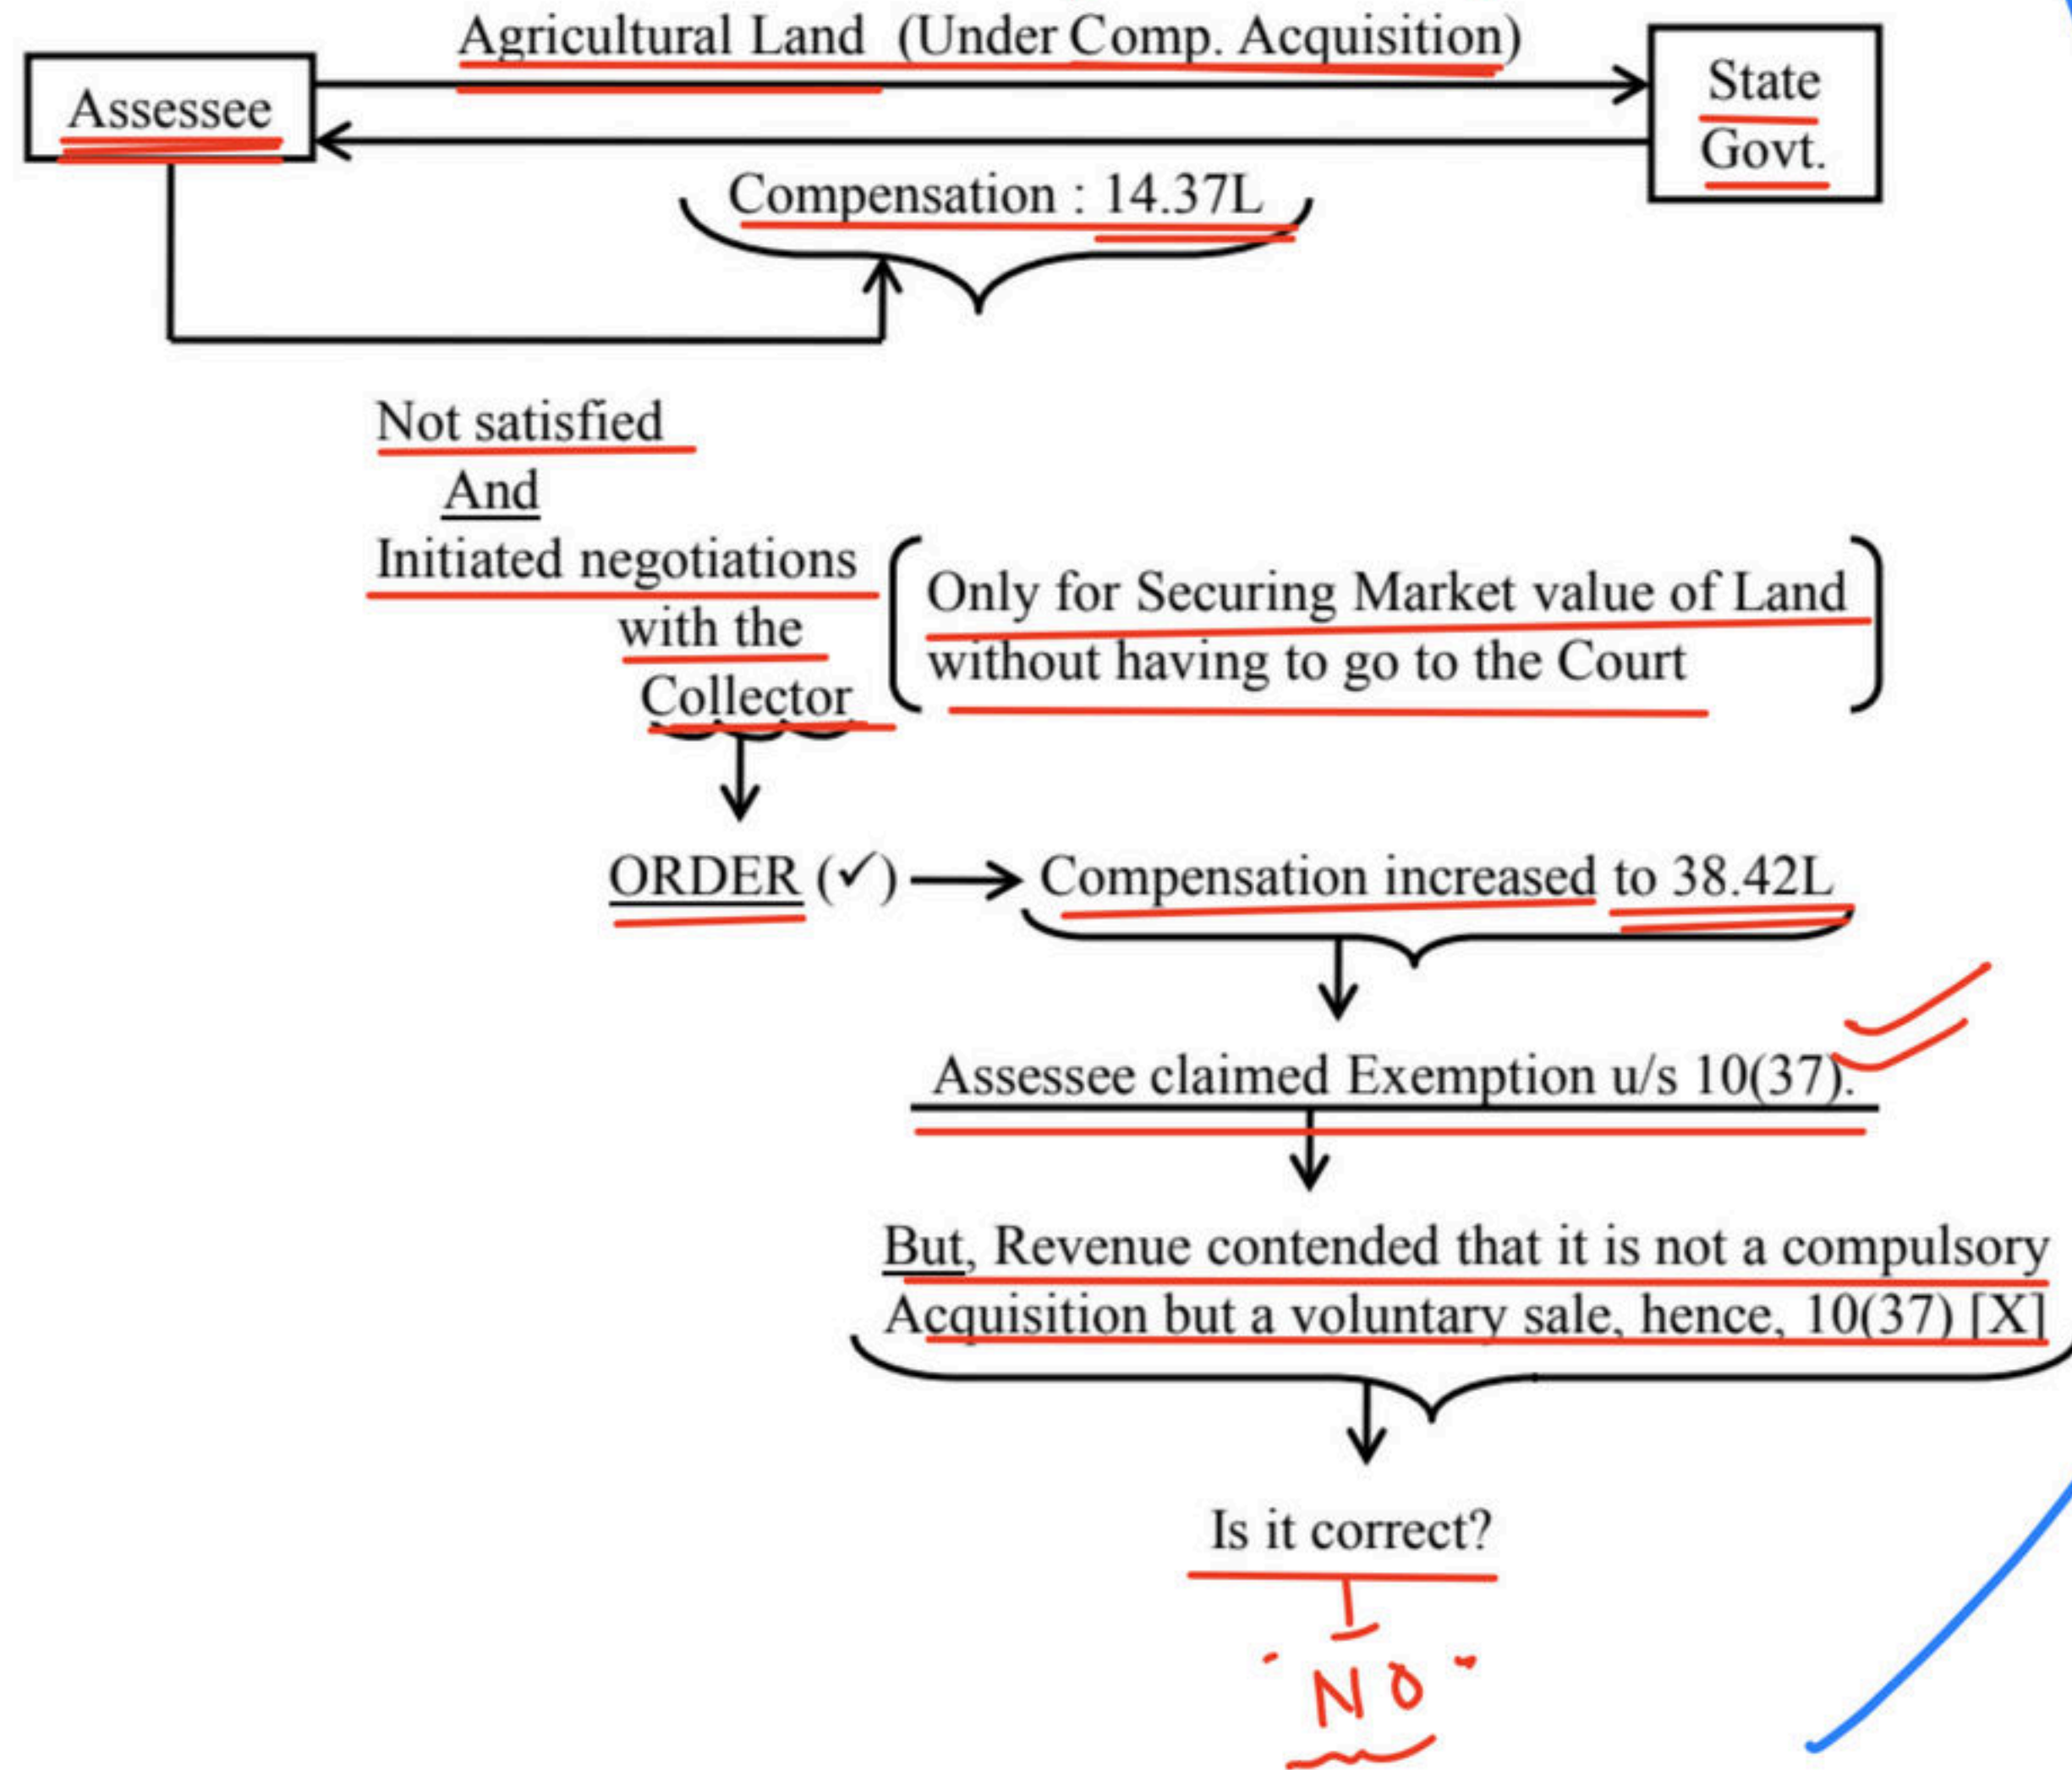 Agricultural Land (Under Comp. Acquisition)
Assessee
State
Govt.
Compensation : 14.37L
Not satisfied
And
Initiated negotiations
with the
Collector
Only for Securing Market value of Land
without having to go to the Court
ORDER (✓) → Compensation increased to 38.42L
Assessee claimed Exemption u/s 10(37).
But, Revenue contended that it is not a compulsory
Acquisition but a voluntary sale, hence, 10(37) [X]
Is it correct?
NO